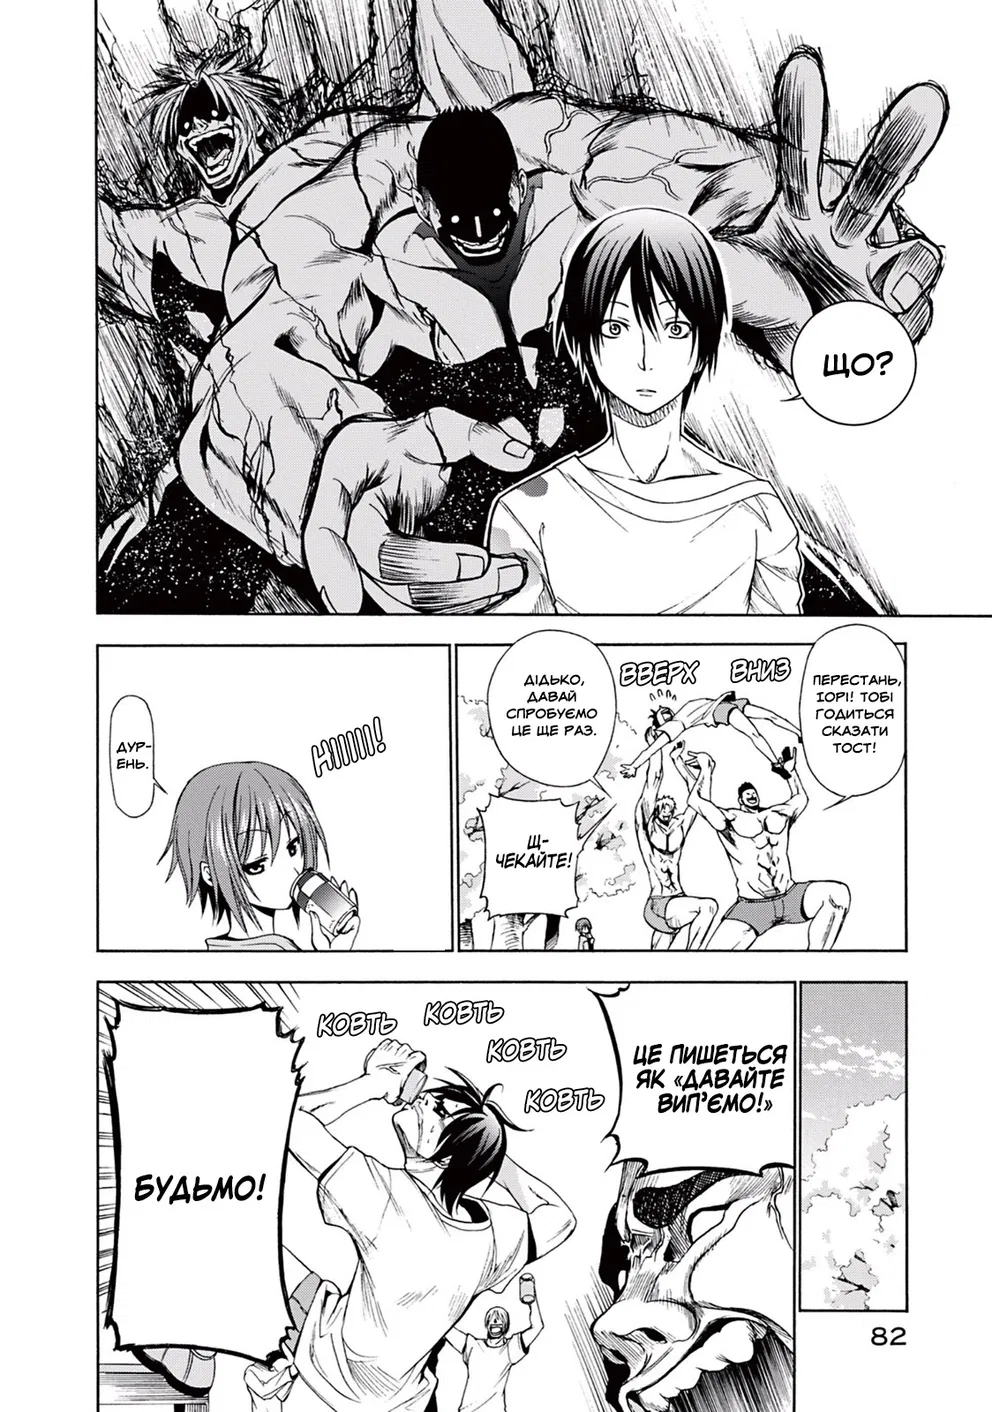 ЩО?
ПЕРЕСТАНЬ,
ІОРІ! ТОБІ
ГОДИТЬСЯ
СКАЗАТИ
ТОСТ!
ВНИЗ
ВВЕРХ
ДІДЬКО,
ДАВАЙ
СПРОБУЄМО
ЦЕ ЩЕ РАЗ.
Щ-
ЧЕКАЙТЕ!
НІІІІІІ!
ДУР-
ЕНЬ.
ЦЕ ПИШЕТЬСЯ
ЯК «ДАВАЙТЕ
ВИП'ЄМО!»
КОВТЬ
КОВТЬ
КОВТЬ
КОВТЬ
БУДЬМО!
82